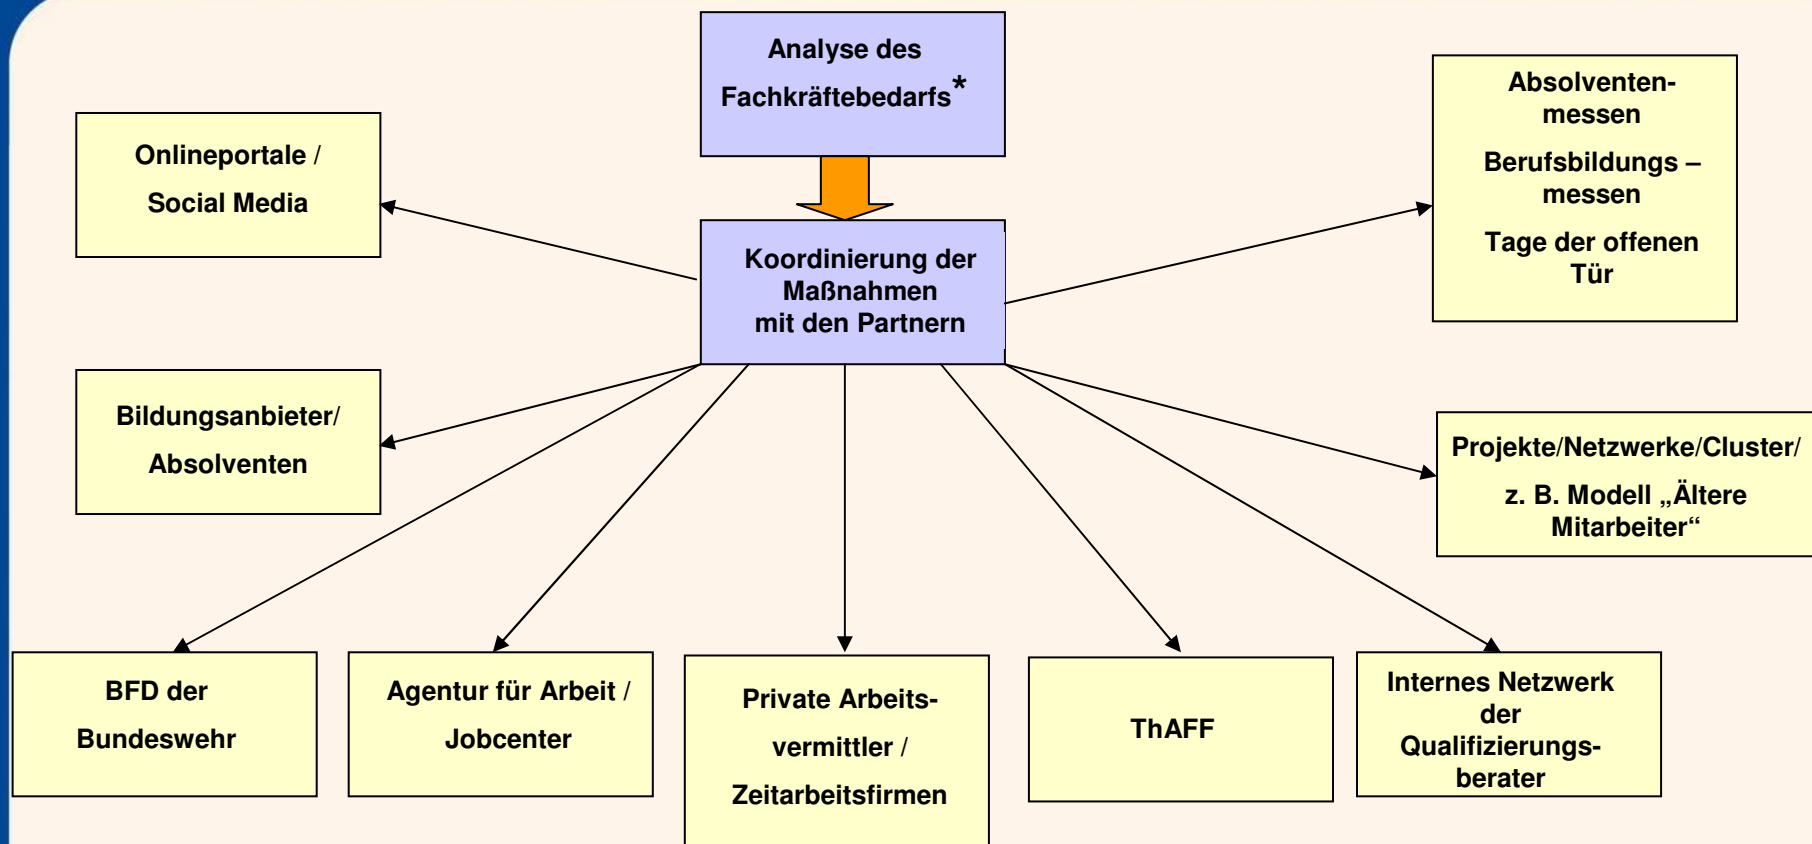 Analyse des
Fachkräftebedarfs*
Onlineportale /
Social Media
Absolventen-
messen
Berufsbildungs –
messen
Tage der offenen
Tür
Koordinierung der
Maßnahmen
mit den Partnern
Bildungsanbieter/
Absolventen
Projekte/Netzwerke/Cluster/
z. B. Modell „Ältere
Mitarbeiter“
BFD der
Bundeswehr
Agentur für Arbeit /
Jobcenter
Private Arbeits-
vermittler /
Zeitarbeitsfirmen
ThAFF
Internes Netzwerk
der
Qualifizierungs-
berater